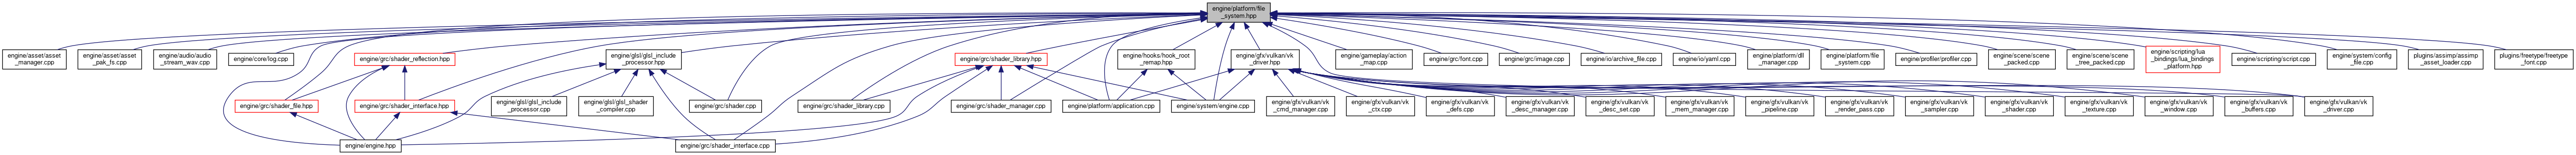 engine/platform/file
_system.hpp
engine/asset/asset
_manager.cpp
engine/asset/asset
_pak_fs.cpp
engine/audio/audio
_stream_wav.cpp
engine/core/log.cpp
engine/grc/shader_reflection.hpp
engine/glsl/glsl_include
_processor.hpp
engine/grc/shader_library.hpp
engine/hooks/hook_root
_remap.hpp
engine/gfx/vulkan/vk
_driver.hpp
engine/gameplay/action
_map.cpp
engine/grc/font.cpp
engine/grc/image.cpp
engine/io/archive_file.cpp
engine/io/yaml.cpp
engine/platform/dll
_manager.cpp
engine/platform/file
_system.cpp
engine/profiler/profiler.cpp
engine/scene/scene
_packed.cpp
engine/scene/scene
_tree_packed.cpp
engine/scripting/lua
_bindings/lua_bindings
_platform.hpp
engine/scripting/script.cpp
engine/system/config
_file.cpp
plugins/assimp/assimp
_asset_loader.cpp
plugins/freetype/freetype
_font.cpp
engine/grc/shader_file.hpp
engine/grc/shader_interface.hpp
engine/glsl/glsl_include
_processor.cpp
engine/glsl/glsl_shader
_compiler.cpp
engine/grc/shader.cpp
engine/grc/shader_library.cpp
engine/grc/shader_manager.cpp
engine/platform/application.cpp
engine/system/engine.cpp
engine/gfx/vulkan/vk
_cmd_manager.cpp
engine/gfx/vulkan/vk
_ctx.cpp
engine/gfx/vulkan/vk
_defs.cpp
engine/gfx/vulkan/vk
_desc_manager.cpp
engine/gfx/vulkan/vk
_desc_set.cpp
engine/gfx/vulkan/vk
_mem_manager.cpp
engine/gfx/vulkan/vk
_pipeline.cpp
engine/gfx/vulkan/vk
_render_pass.cpp
engine/gfx/vulkan/vk
_sampler.cpp
engine/gfx/vulkan/vk
_shader.cpp
engine/gfx/vulkan/vk
_texture.cpp
engine/gfx/vulkan/vk
_window.cpp
engine/gfx/vulkan/vk
_buffers.cpp
engine/gfx/vulkan/vk
_driver.cpp
engine/engine.hpp
engine/grc/shader_interface.cpp